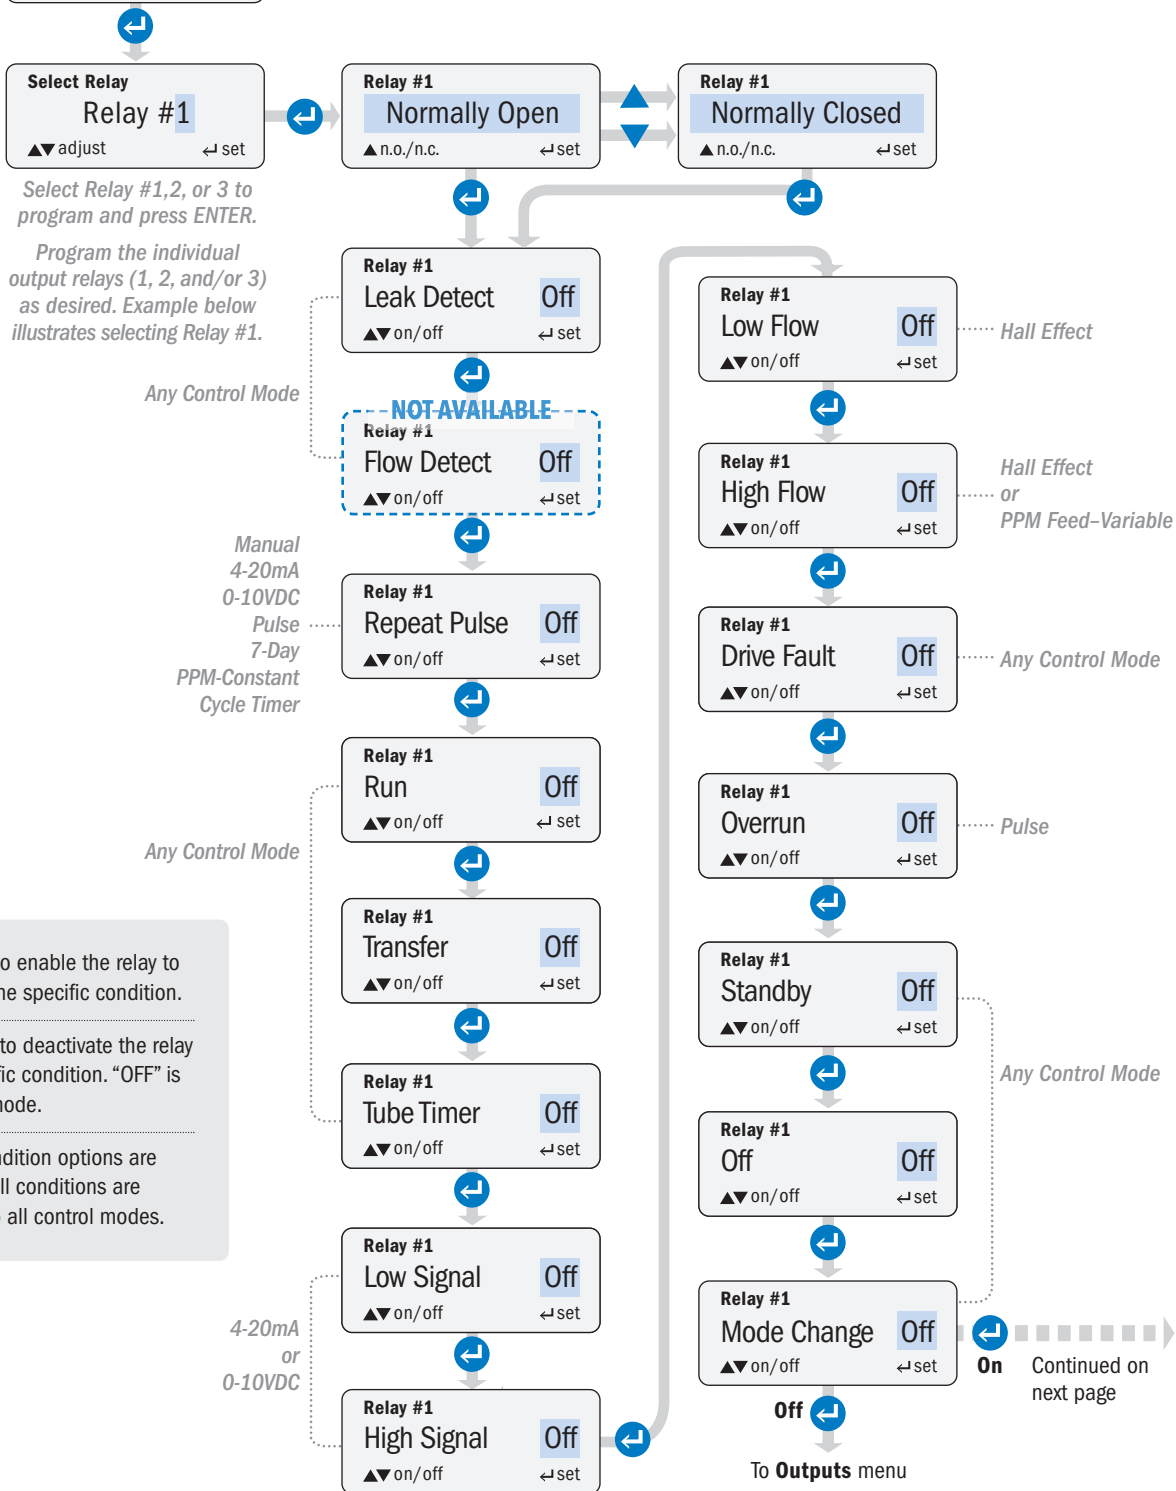 Select Relay
Relay #1
▲▼ adjust ↵ set
Select Relay #1,2, or 3 to
program and press ENTER.
Program the individual
output relays (1, 2, and/or 3)
as desired. Example below
illustrates selecting Relay #1.
Relay #1
Normally Open
▲ n.o./n.c. ↵ set
Relay #1
Normally Closed
▲ n.o./n.c. ↵ set
Relay #1
Leak Detect Off
▲▼ on/off ↵ set
Any Control Mode
NOT AVAILABLE
Relay #1
Flow Detect Off
▲▼ on/off ↵ set
Manual
4-20mA
0-10VDC
Pulse
7-Day
PPM-Constant
Cycle Timer
Relay #1
Repeat Pulse Off
▲▼ on/off ↵ set
Relay #1
Run Off
▲▼ on/off ↵ set
Any Control Mode
Relay #1
Transfer Off
▲▼ on/off ↵ set
Relay #1
Tube Timer Off
▲▼ on/off ↵ set
o enable the relay to
ne specific condition.
to deactivate the relay
fic condition. “OFF” is
node.
ndition options are
ll conditions are
o all control modes.
Relay #1
Low Signal Off
▲▼ on/off ↵ set
4-20mA
or
0-10VDC
Relay #1
High Signal Off
▲▼ on/off ↵ set
Relay #1
Low Flow Off
▲▼ on/off ↵ set
Hall Effect
Relay #1
High Flow Off
▲▼ on/off ↵ set
Hall Effect
or
PPM Feed–Variable
Relay #1
Drive Fault Off
▲▼ on/off ↵ set
Any Control Mode
Relay #1
Overrun Off
▲▼ on/off ↵ set
Pulse
Relay #1
Standby Off
▲▼ on/off ↵ set
Any Control Mode
Relay #1
Off Off
▲▼ on/off ↵ set
Relay #1
Mode Change Off
▲▼ on/off ↵ set
On
Continued on
next page
Off
To Outputs menu